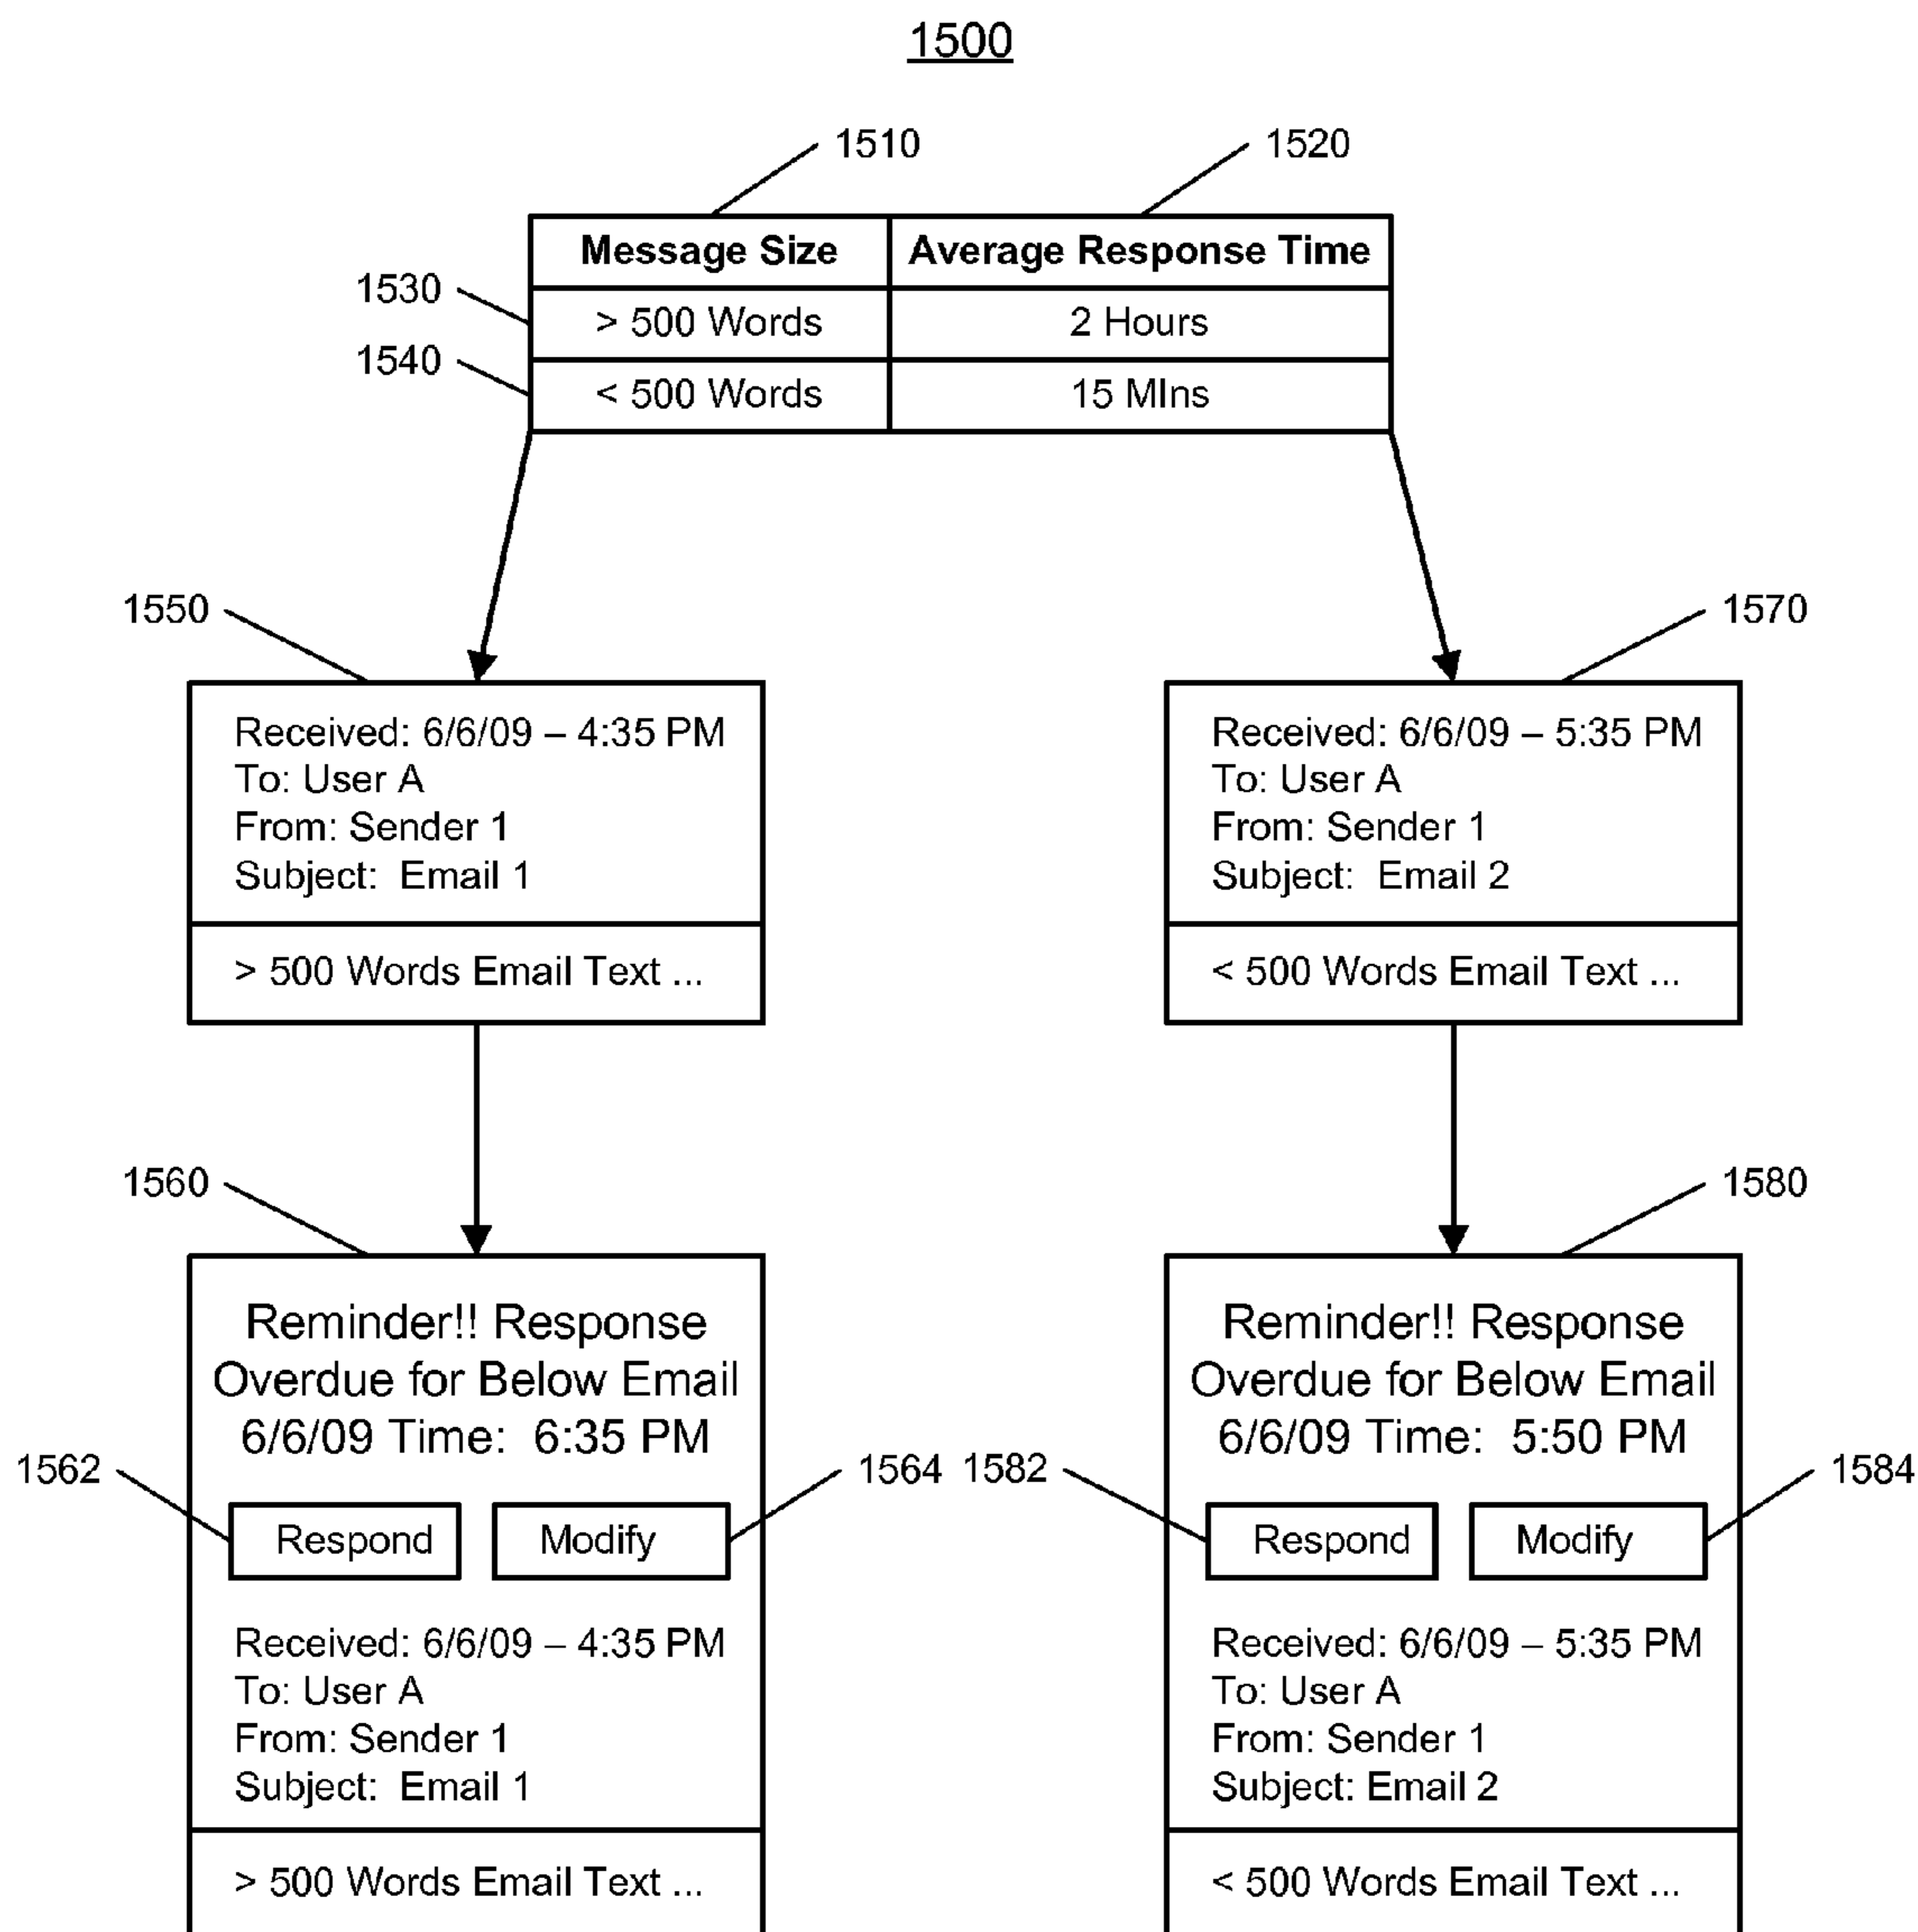 1500
1510
1520
Message Size
Average Response Time
1530
> 500 Words
2 Hours
1540
< 500 Words
15 MIns
1550
Received: 6/6/09 – 4:35 PM
To: User A
From: Sender 1
Subject:  Email 1
> 500 Words Email Text ...
1570
Received: 6/6/09 – 5:35 PM
To: User A
From: Sender 1
Subject:  Email 2
< 500 Words Email Text ...
1560
Reminder!! Response
Overdue for Below Email
6/6/09 Time:  6:35 PM
1562
1564
Respond
Modify
Received: 6/6/09 – 4:35 PM
To: User A
From: Sender 1
Subject:  Email 1
> 500 Words Email Text ...
1580
Reminder!! Response
Overdue for Below Email
6/6/09 Time:  5:50 PM
1582
1584
Respond
Modify
Received: 6/6/09 – 5:35 PM
To: User A
From: Sender 1
Subject: Email 2
< 500 Words Email Text ...